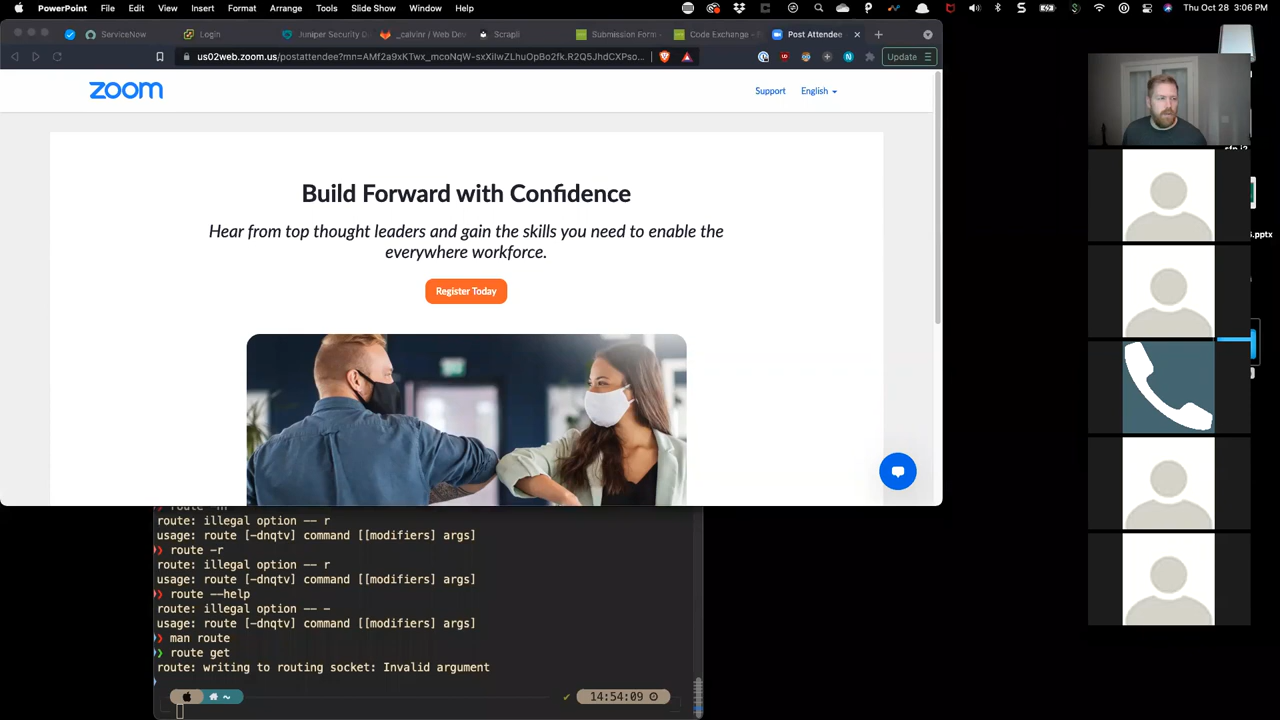 PowerPoint File Edit View Insert Format Arrange Tools Slide Show Window Help Thu Oct 28 3:06 PM
ServiceNow Login Juniper Security D _calvinr / Web Dev Scrapli Submission Form - Code Exchange - Post Attendee
us02web.zoom.us/postattendee?mn=AMf2a9xKTwx_mcoNqW-sxXiIwZLhuOpBo2fk.R2Q5JhdCXPso... Update
zoom Support English
Build Forward with Confidence
Hear from top thought leaders and gain the skills you need to enable the
everywhere workforce.
Register Today
route: illegal option -- r
usage: route [-dnqtv] command [[modifiers] args]
route -r
route: illegal option -- r
usage: route [-dnqtv] command [[modifiers] args]
route --help
route: illegal option -- -
usage: route [-dnqtv] command [[modifiers] args]
man route
route get
route: writing to routing socket: Invalid argument
~ ✔ 14:54:09
s.pptx